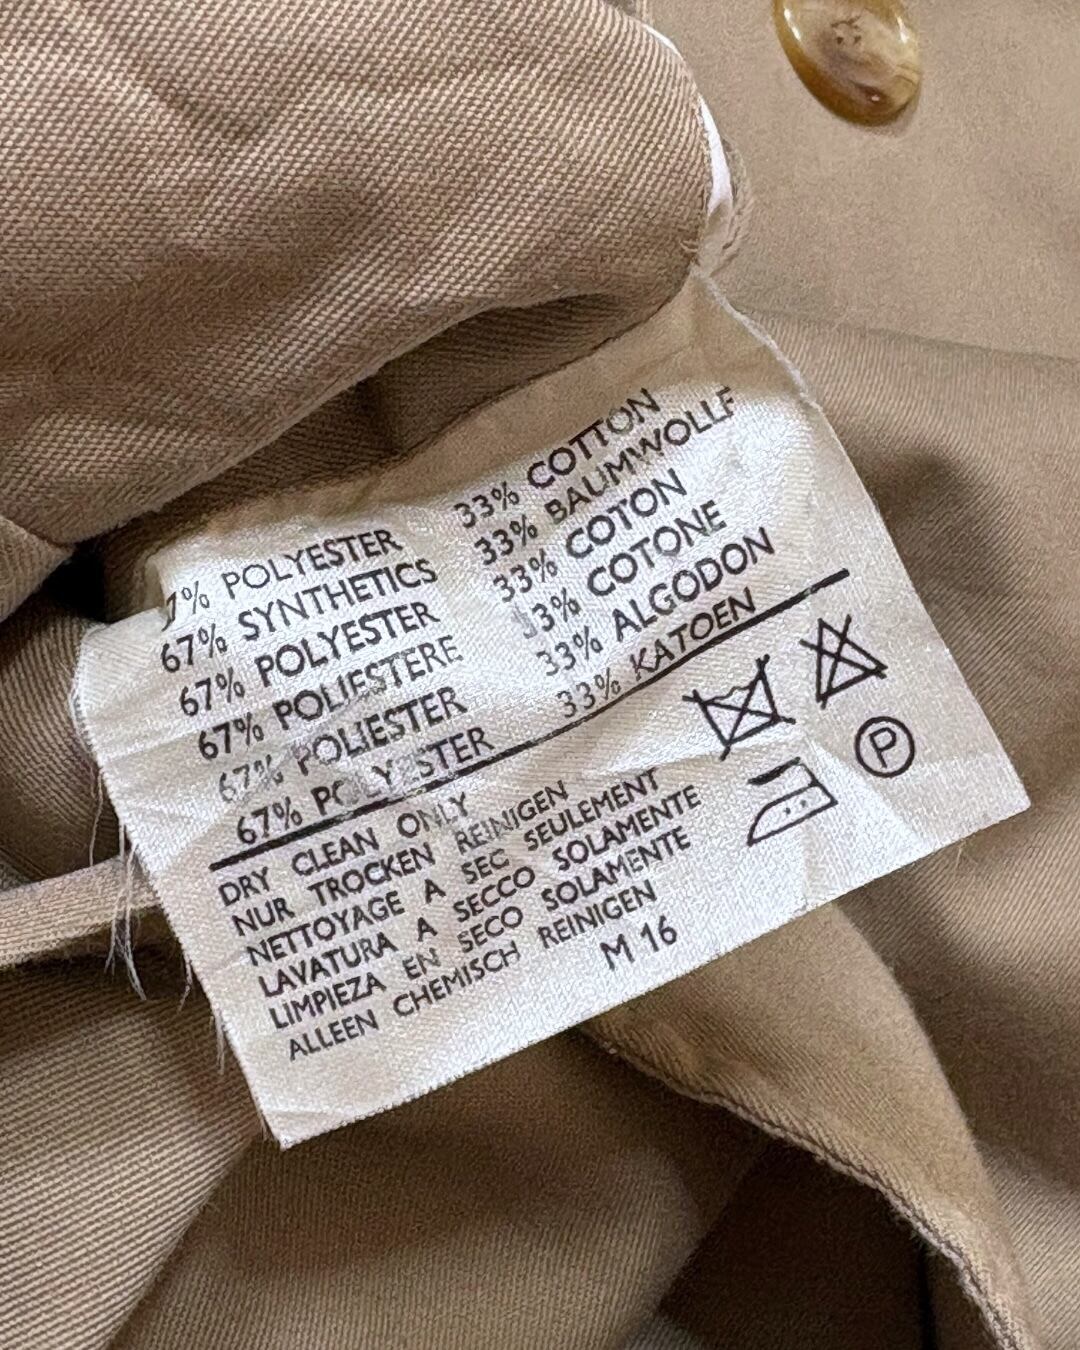 7% POLYESTER 33% COTTON
67% SYNTHETICS 33% BAUMWOLLE
67% POLYESTER 33% COTON
67% POLIESTERE 33% COTONE
67% POLIESTER 33% ALGODON
67% POLYESTER 33% KATOEN
DRY CLEAN ONLY
NUR TROCKEN REINIGEN
NETTOYAGE A SEC SEULEMENT
LAVATURA A SECCO SOLAMENTE
LIMPIEZA EN SECO SOLAMENTE
ALLEEN CHEMISCH REINIGEN
M 16
P